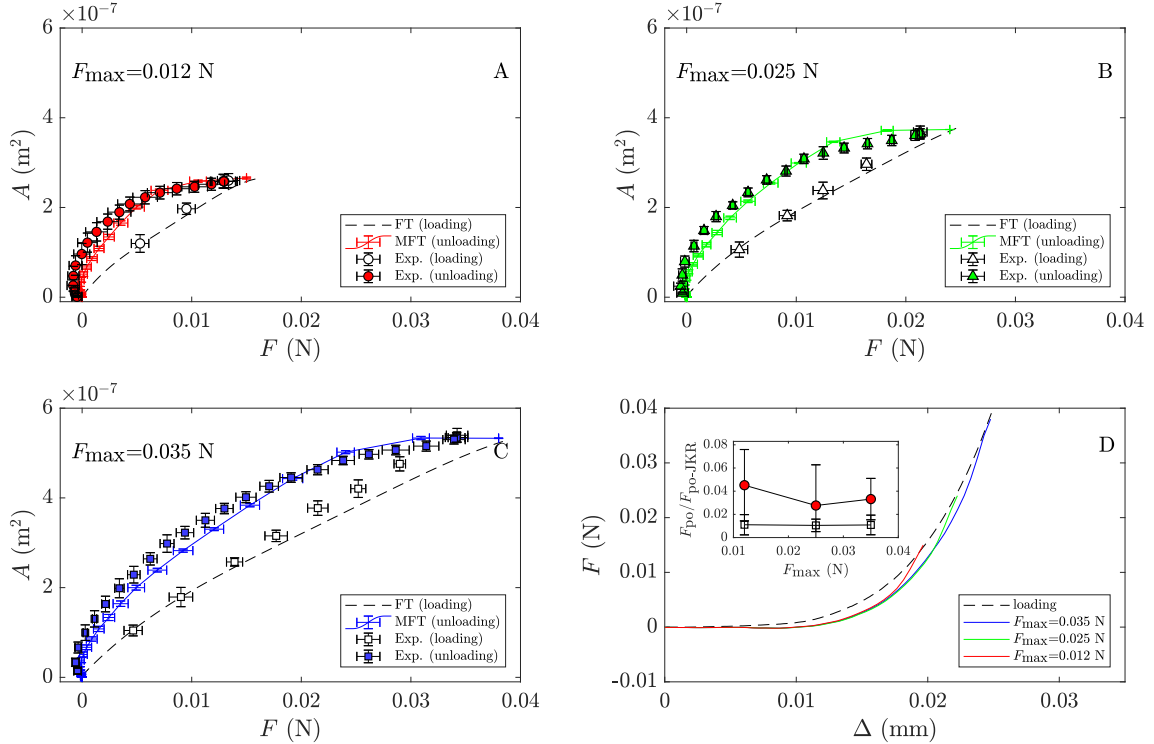 ×10⁻⁷
6
4
2
0
A (m²)
F_max=0.012 N
A
FT (loading)
MFT (unloading)
Exp. (loading)
Exp. (unloading)
0 0.01 0.02 0.03 0.04
F (N)
×10⁻⁷
6
4
2
0
A (m²)
F_max=0.025 N
B
FT (loading)
MFT (unloading)
Exp. (loading)
Exp. (unloading)
0 0.01 0.02 0.03 0.04
F (N)
×10⁻⁷
6
4
2
0
A (m²)
F_max=0.035 N
C
FT (loading)
MFT (unloading)
Exp. (loading)
Exp. (unloading)
0 0.01 0.02 0.03 0.04
F (N)
0.04
0.03
0.02
0.01
0
-0.01
F (N)
D
0.08
0.06
0.04
0.02
0
F_po/F_po-JKR
0.01 0.02 0.03 0.04
F_max (N)
loading
F_max=0.035 N
F_max=0.025 N
F_max=0.012 N
0 0.01 0.02 0.03
Δ (mm)